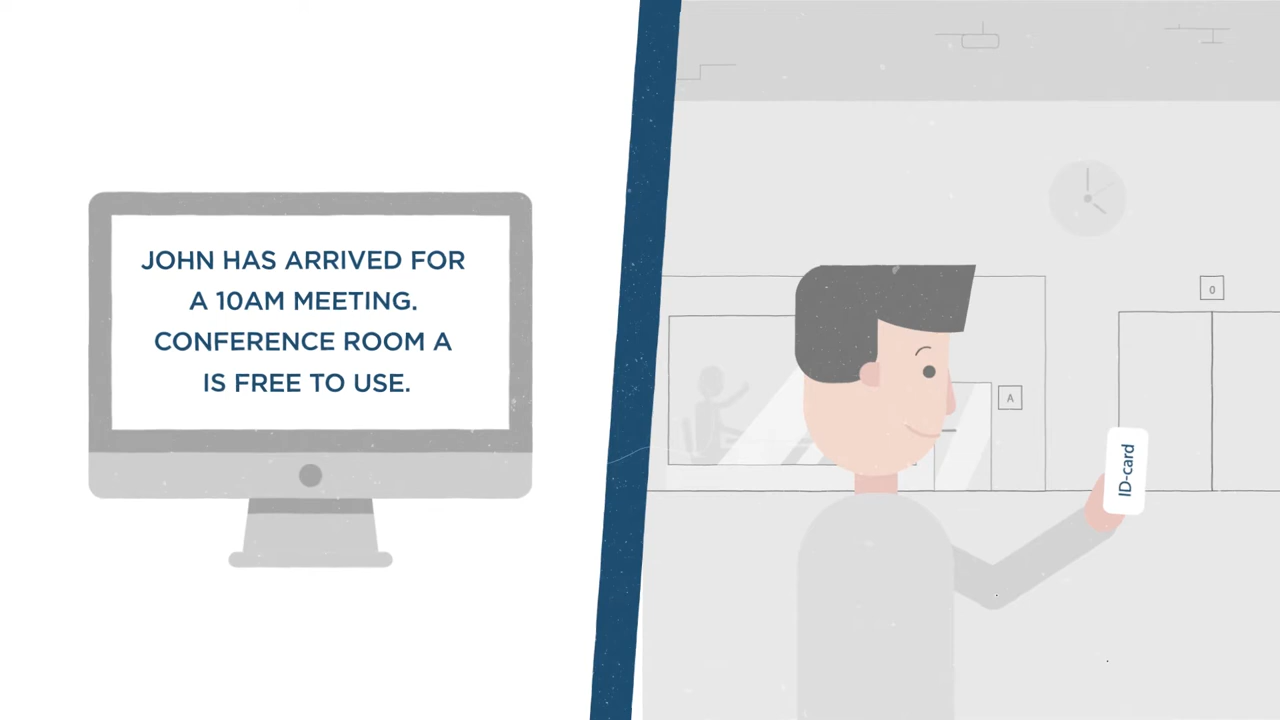 JOHN HAS ARRIVED FOR
A 10AM MEETING.
CONFERENCE ROOM A
IS FREE TO USE.
0
A
ID-card